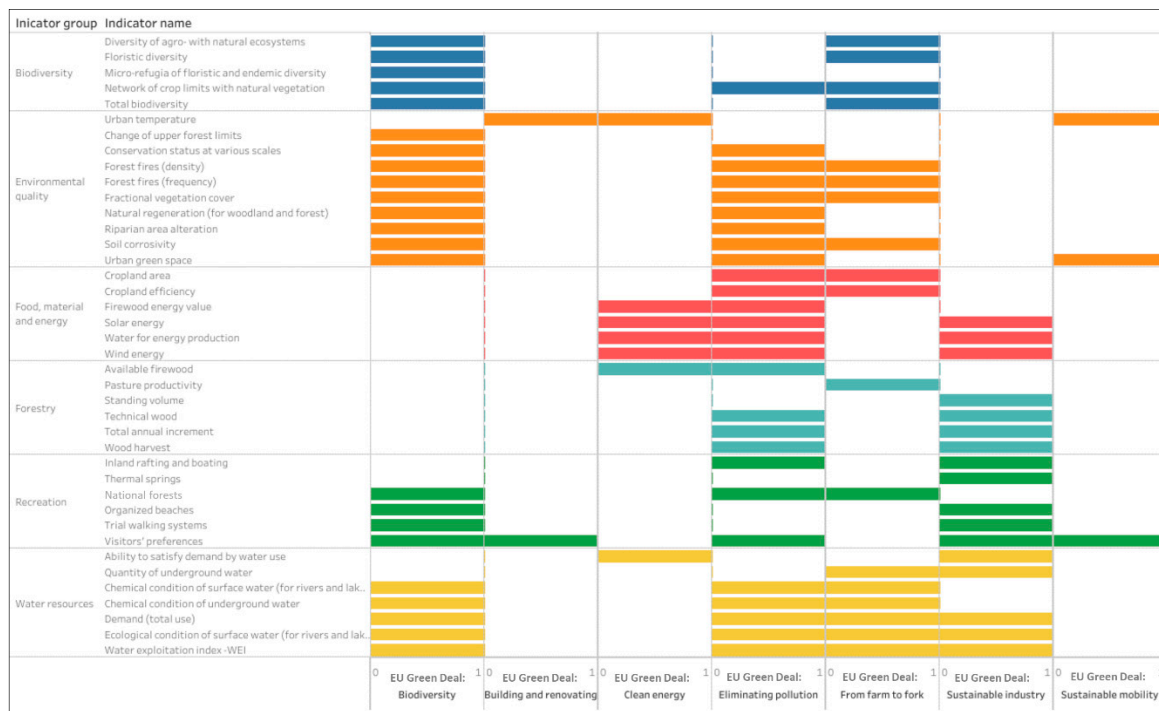 Inicator group Indicator name
Biodiversity
Diversity of agro- with natural ecosystems
Floristic diversity
Micro-refugia of floristic and endemic diversity
Network of crop limits with natural vegetation
Total biodiversity
Environmental
quality
Urban temperature
Change of upper forest limits
Conservation status at various scales
Forest fires (density)
Forest fires (frequency)
Fractional vegetation cover
Natural regeneration (for woodland and forest)
Riparian area alteration
Soil corrosivity
Urban green space
Food, material
and energy
Cropland area
Cropland efficiency
Firewood energy value
Solar energy
Water for energy production
Wind energy
Forestry
Available firewood
Pasture productivity
Standing volume
Technical wood
Total annual increment
Wood harvest
Recreation
Inland rafting and boating
Thermal springs
National forests
Organized beaches
Trial walking systems
Visitors' preferences
Water resources
Ability to satisfy demand by water use
Quantity of underground water
Chemical condition of surface water (for rivers and lak..
Chemical condition of underground water
Demand (total use)
Ecological condition of surface water (for rivers and lak..
Water exploitation index -WEI
0 1 0 1 0 1 0 1 0 1 0 1 0
EU Green Deal: EU Green Deal: EU Green Deal: EU Green Deal: EU Green Deal: EU Green Deal: EU Green Deal:
Biodiversity Building and renovating Clean energy Eliminating pollution From farm to fork Sustainable industry Sustainable mobility